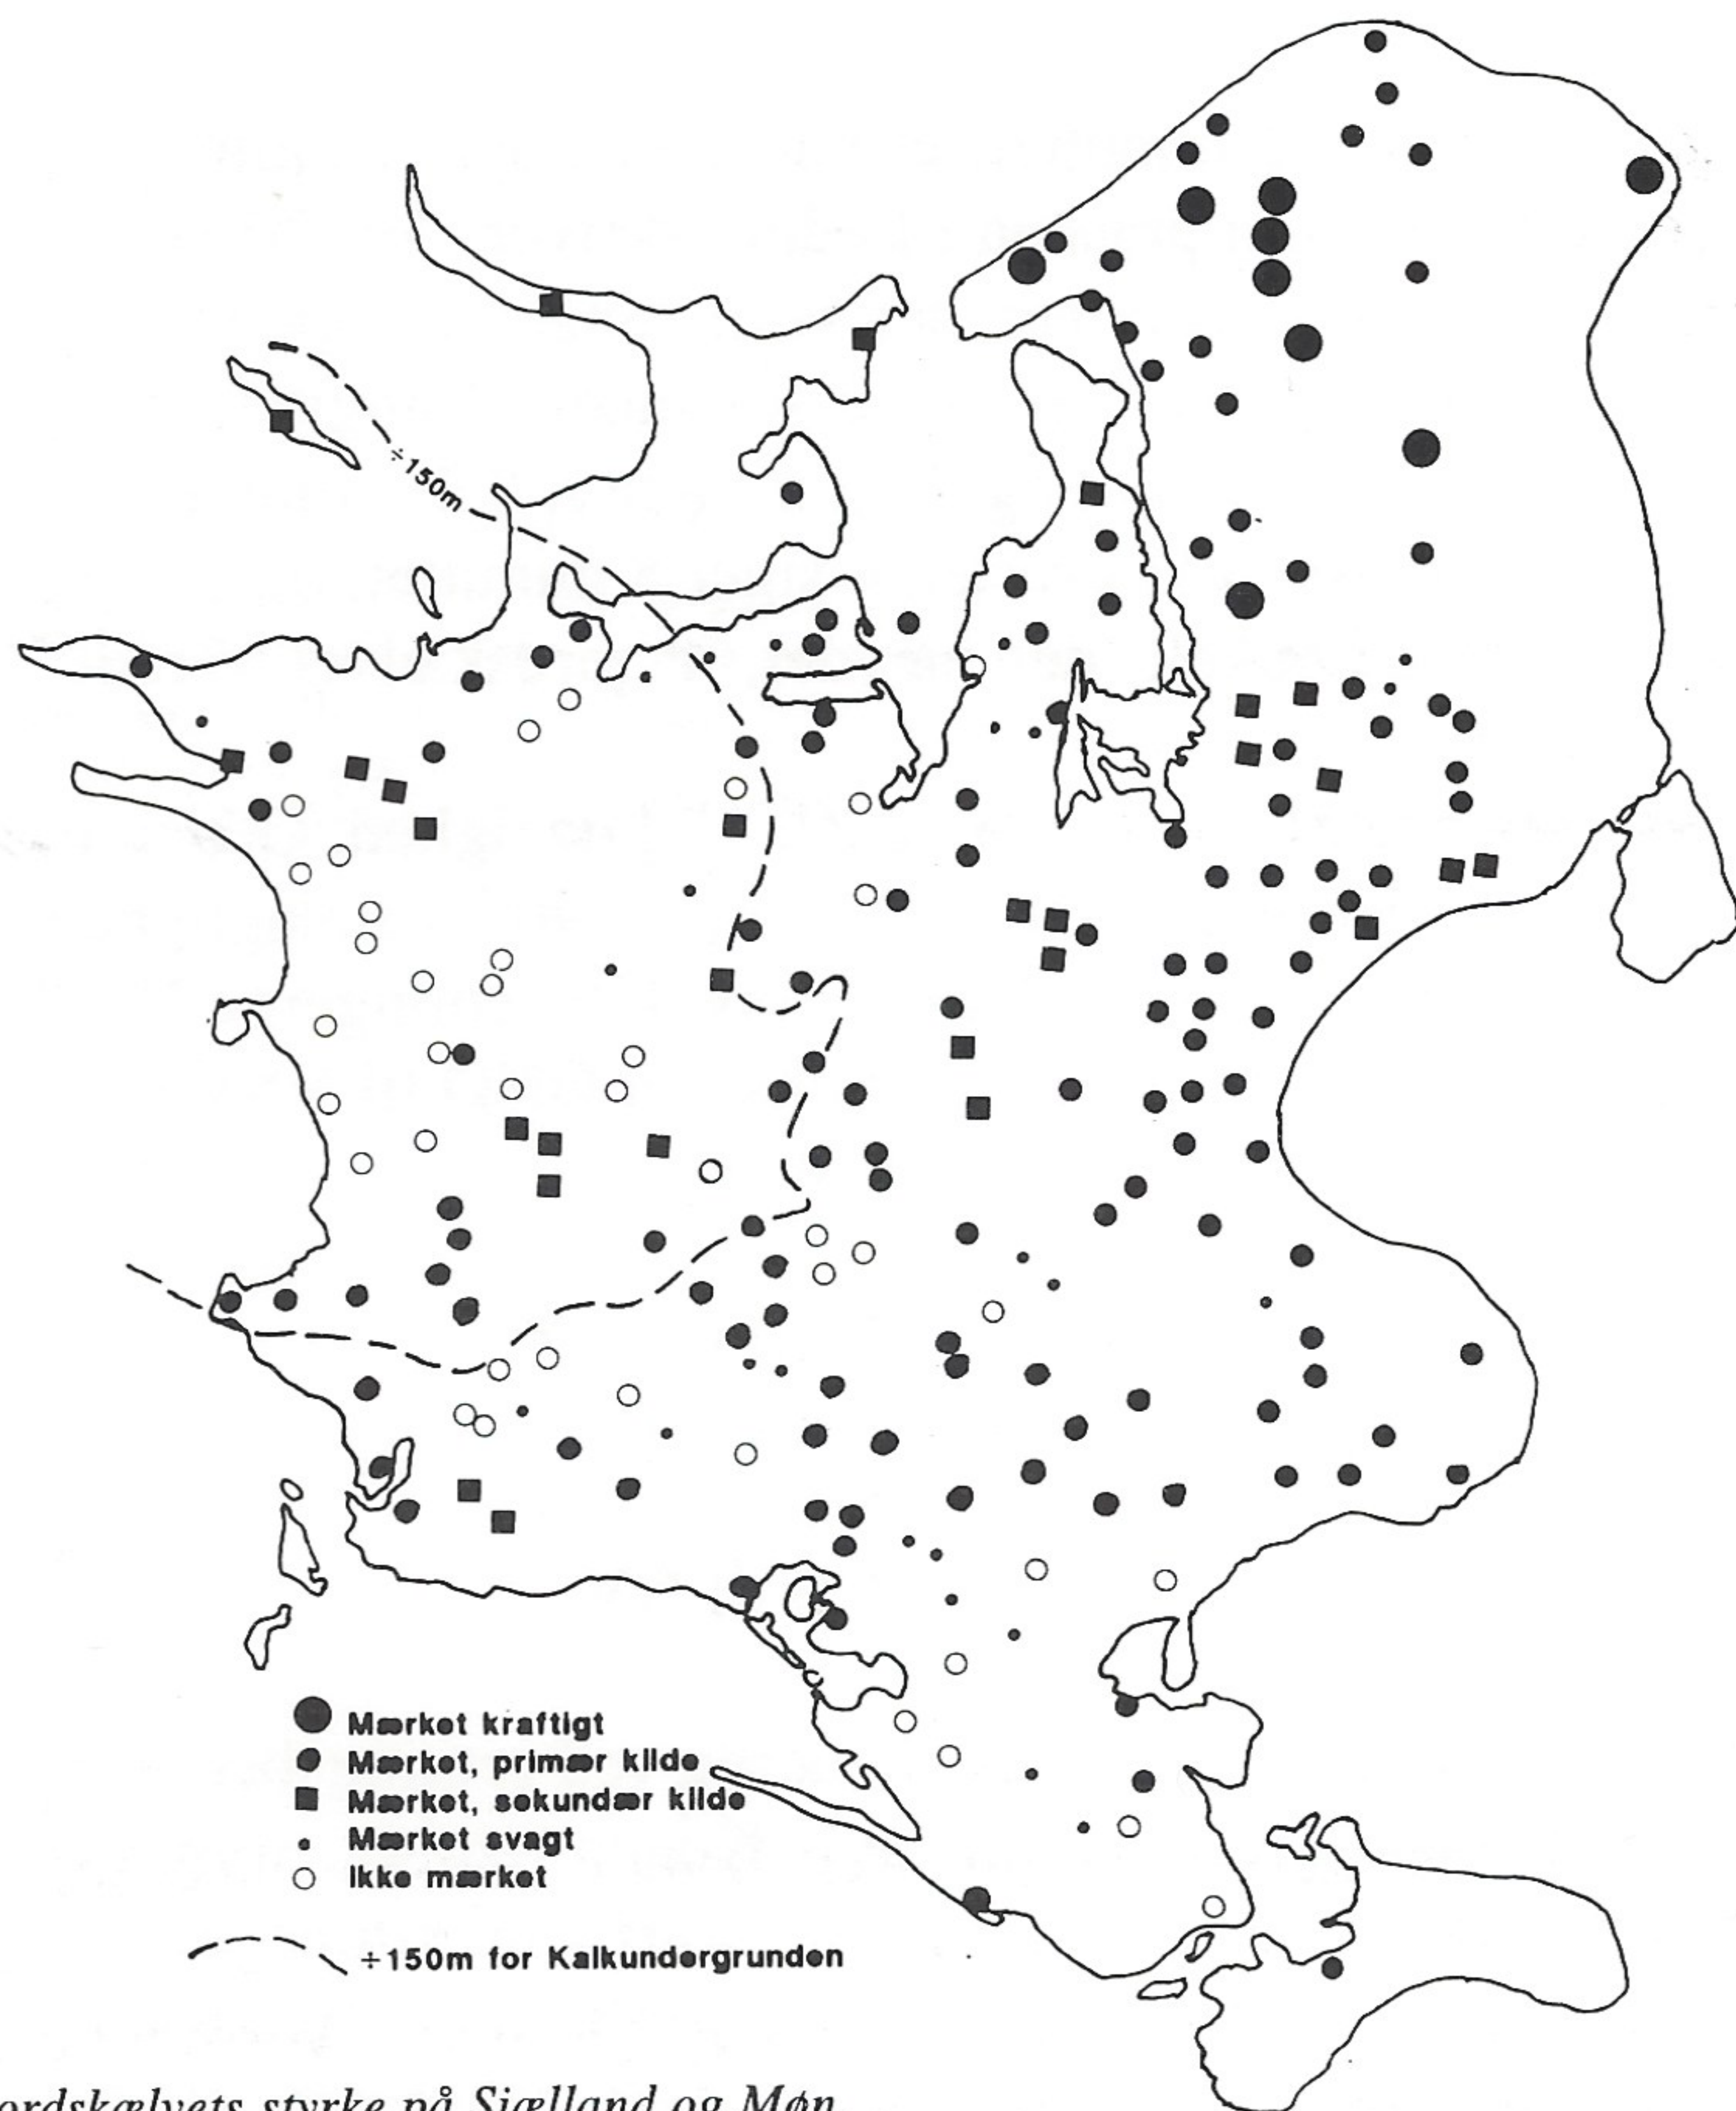 ÷150m
Mærket kraftigt
Mærket, primær kilde
Mærket, sekundær kilde
Mærket svagt
Ikke mærket
÷150m for Kalkundergrunden
ordskælvets styrke på Sjælland og Møn